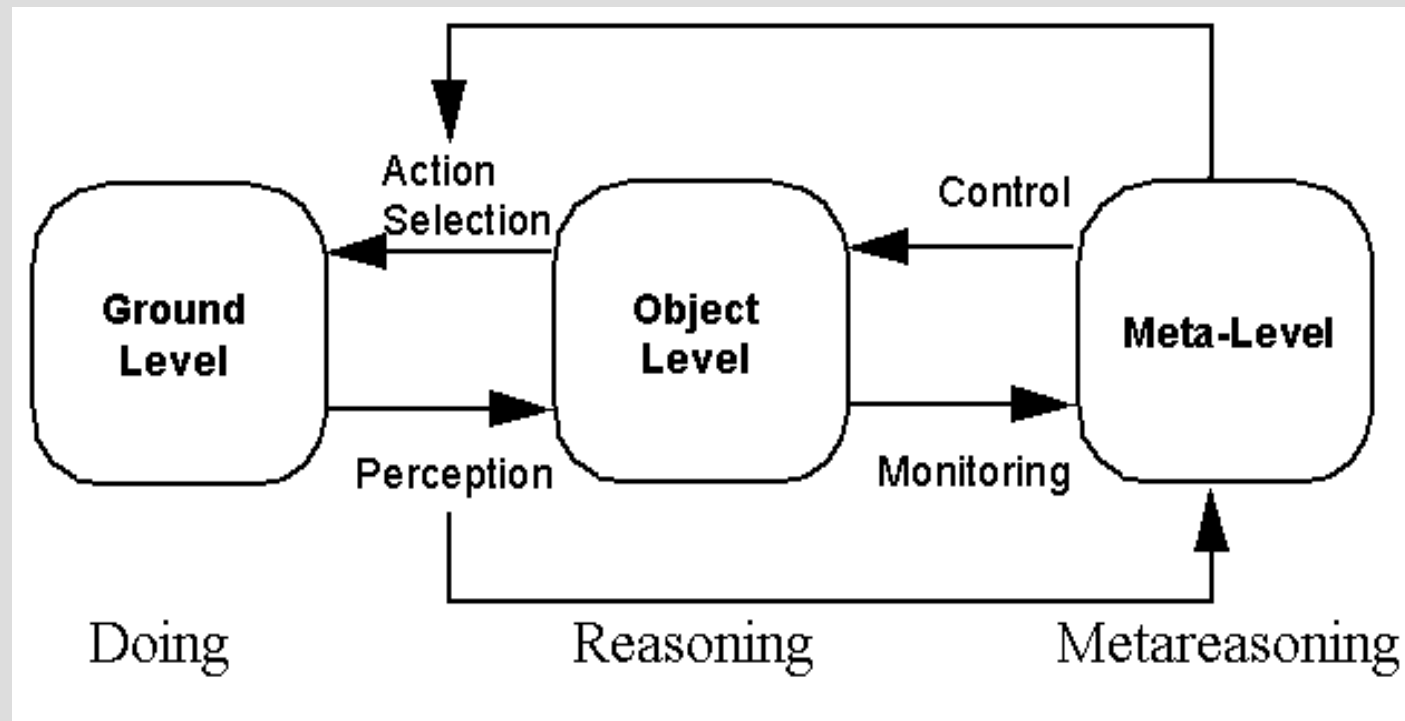 Action
Selection
Control
Ground
Level
Object
Level
Meta-Level
Perception
Monitoring
Doing
Reasoning
Metareasoning